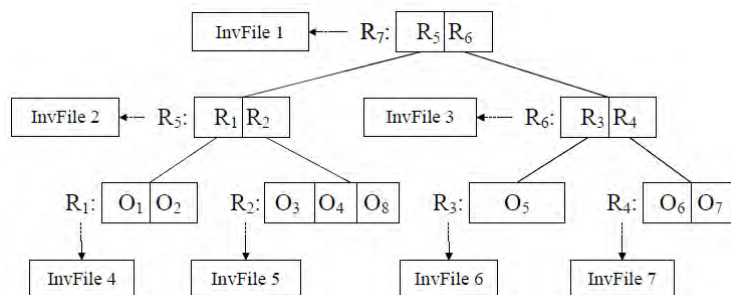 InvFile 1 R₇: R₅ R₆
InvFile 2 R₅: R₁ R₂ InvFile 3 R₆: R₃ R₄
R₁: O₁ O₂ R₂: O₃ O₄ O₈ R₃: O₅ R₄: O₆ O₇
InvFile 4 InvFile 5 InvFile 6 InvFile 7